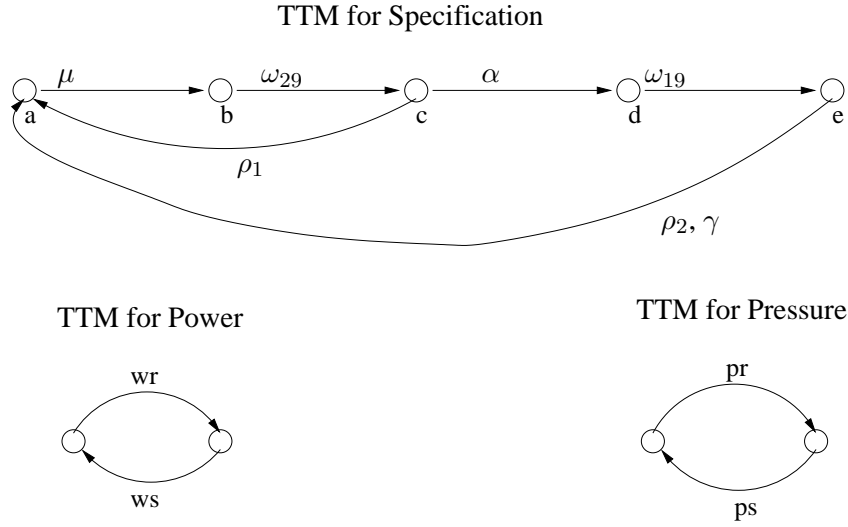 TTM for Specification
μ ω₂₉ α ω₁₉
a b c d e
ρ₁
ρ₂, γ
TTM for Power
TTM for Pressure
wr
ws
pr
ps